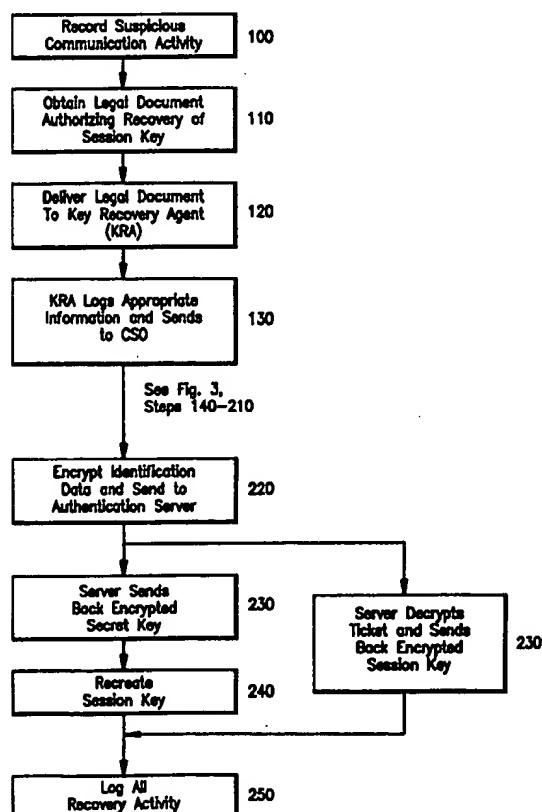 Record Suspicious
Communication Activity
100
Obtain Legal Document
Authorizing Recovery of
Session Key
110
Deliver Legal Document
To Key Recovery Agent
(KRA)
120
KRA Logs Appropriate
Information and Sends
to CSO
130
See Fig. 3,
Steps 140-210
Encrypt Identification
Data and Send to
Authentication Server
220
Server Sends
Back Encrypted
Secret Key
230
Server Decrypts
Ticket and Sends
Back Encrypted
Session Key
230
Recreate
Session Key
240
Log All
Recovery Activity
250